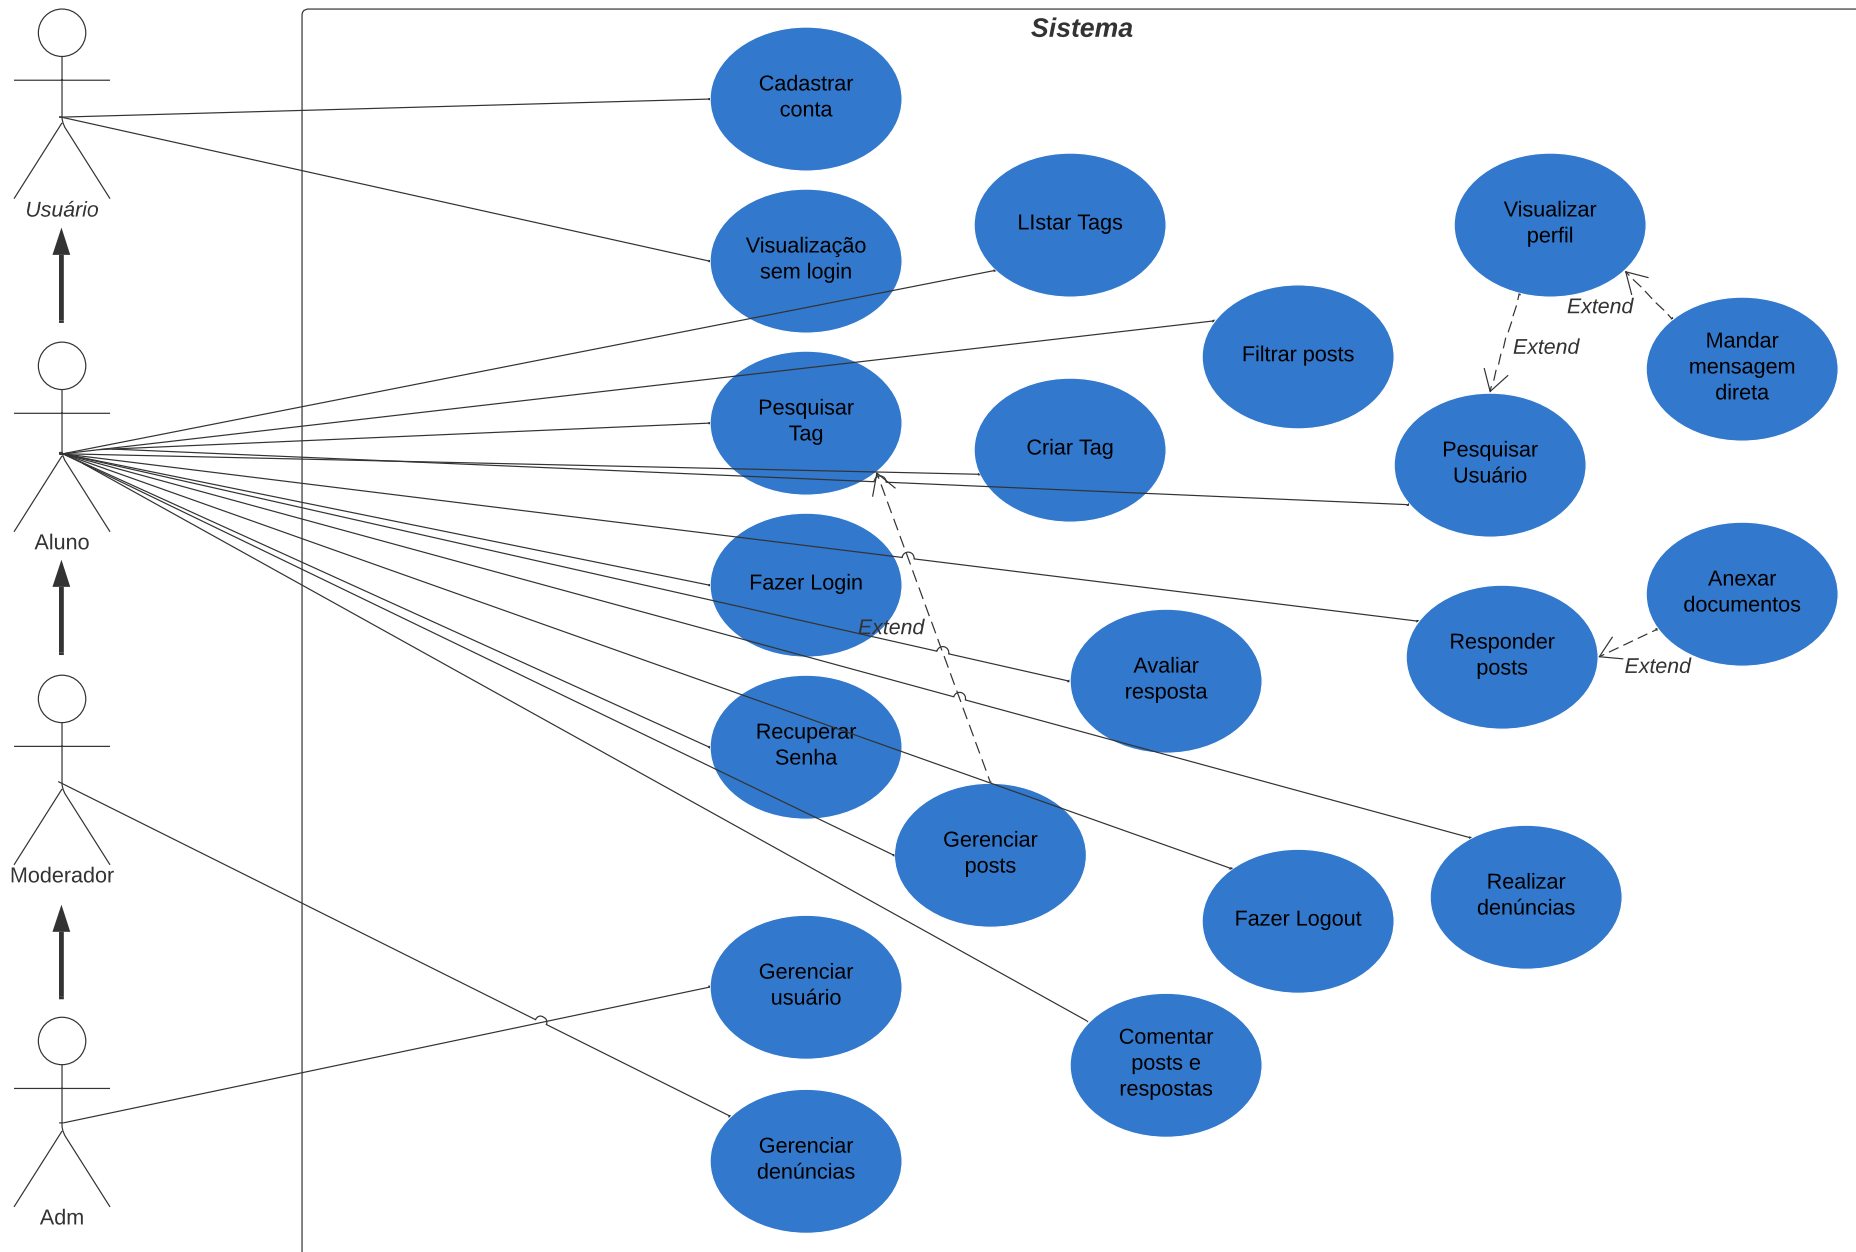 Sistema
Cadastrar
conta
Usuário
Visualização
sem login
LIstar Tags
Visualizar
perfil
Extend
Extend
Mandar
mensagem
direta
Filtrar posts
Pesquisar
Tag
Criar Tag
Pesquisar
Usuário
Aluno
Fazer Login
Extend
Avaliar
resposta
Responder
posts
Anexar
documentos
Extend
Recuperar
Senha
Gerenciar
posts
Moderador
Fazer Logout
Realizar
denúncias
Gerenciar
usuário
Comentar
posts e
respostas
Gerenciar
denúncias
Adm